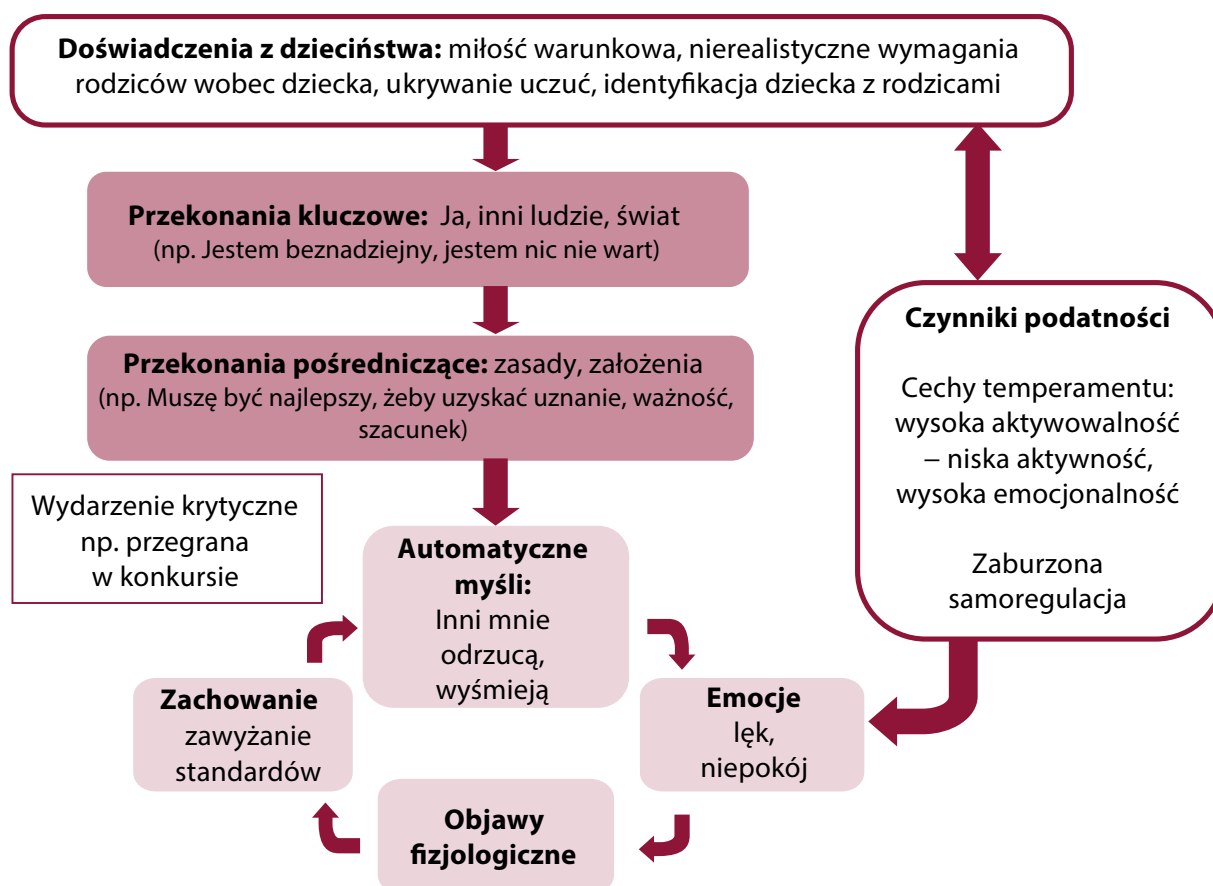 Doświadczenia z dzieciństwa: miłość warunkowa, nierealistyczne wymagania
rodziców wobec dziecka, ukrywanie uczuć, identyfikacja dziecka z rodzicami
Przekonania kluczowe: Ja, inni ludzie, świat
(np. Jestem beznadziejny, jestem nic nie wart)
Przekonania pośredniczące: zasady, założenia
(np. Muszę być najlepszy, żeby uzyskać uznanie, ważność,
szacunek)
Czynniki podatności
Cechy temperamentu:
wysoka aktywowalność
– niska aktywność,
wysoka emocjonalność
Zaburzona
samoregulacja
Wydarzenie krytyczne
np. przegrana
w konkursie
Automatyczne
myśli:
Inni mnie
odrzucą,
wyśmieją
Emocje
lęk,
niepokój
Objawy
fizjologiczne
Zachowanie
zawyżanie
standardów